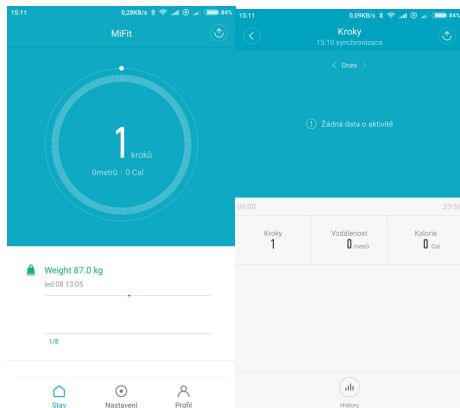 15:11
0,28KB/s
84%
MiFit
1 kroků
0metrů | 0 Cal
Weight 87.0 kg
led 08 13:05
1/8
Stav
Nastavení
Profil
15:11
0,09KB/s
84%
Kroky
15:10 synchronizace
Dnes
Žádná data o aktivitě
00:00
23:59
Kroky
Vzdálenost
Kalorie
1
0 metrů
0 Cal
History